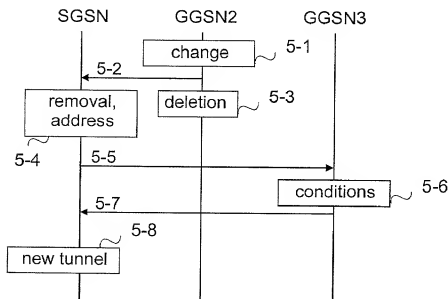 SGSN GGSN2 GGSN3
change 5-1
5-2
removal, deletion 5-3
address
5-4 5-5
conditions 5-6
5-7
5-8
new tunnel